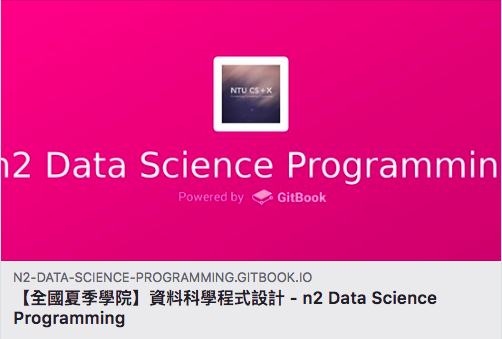 NTU CS+X
n2 Data Science Programmin
Powered by GitBook
N2-DATA-SCIENCE-PROGRAMMING.GITBOOK.IO
【全國夏季學院】資料科學程式設計 - n2 Data Science
Programming